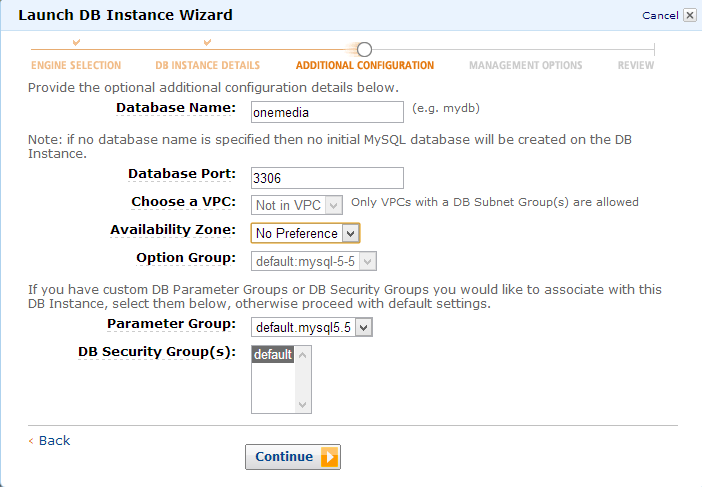 Launch DB Instance Wizard
Cancel
ENGINE SELECTION DB INSTANCE DETAILS ADDITIONAL CONFIGURATION MANAGEMENT OPTIONS REVIEW
Provide the optional additional configuration details below.
Database Name: onemedia (e.g. mydb)
Note: if no database name is specified then no initial MySQL database will be created on the DB
Instance.
Database Port: 3306
Choose a VPC: Not in VPC Only VPCs with a DB Subnet Group(s) are allowed
Availability Zone: No Preference
Option Group: default:mysql-5-5
If you have custom DB Parameter Groups or DB Security Groups you would like to associate with this
DB Instance, select them below, otherwise proceed with default settings.
Parameter Group: default.mysql5.5
DB Security Group(s): default
< Back
Continue